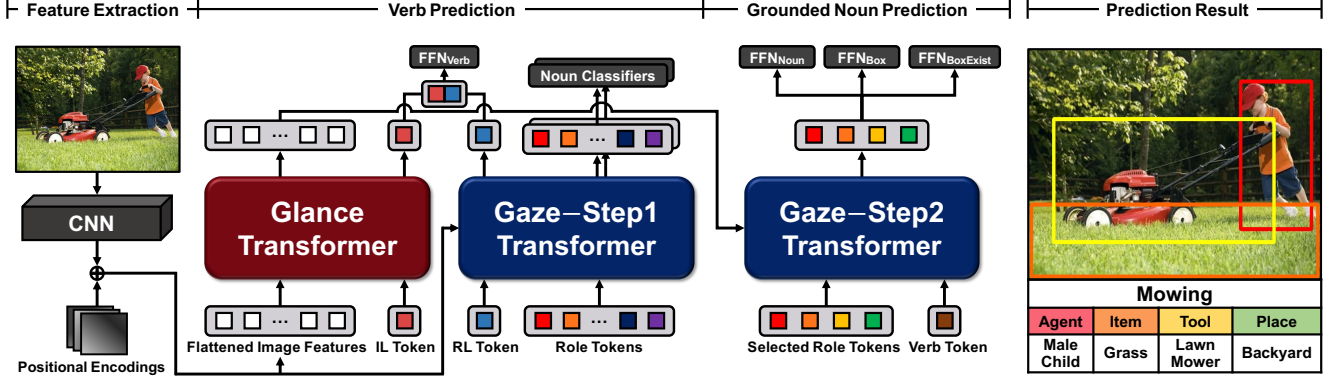 Feature Extraction
Verb Prediction
Grounded Noun Prediction
Prediction Result
FFNVerb
Noun Classifiers
FFNNoun
FFNBox
FFNBoxExist
...
...
CNN
Glance
Transformer
Gaze–Step1
Transformer
Gaze–Step2
Transformer
...
...
Flattened Image Features
IL Token
RL Token
Role Tokens
Selected Role Tokens
Verb Token
Positional Encodings
Mowing
Agent Item Tool Place
Male Child Grass Lawn Mower Backyard